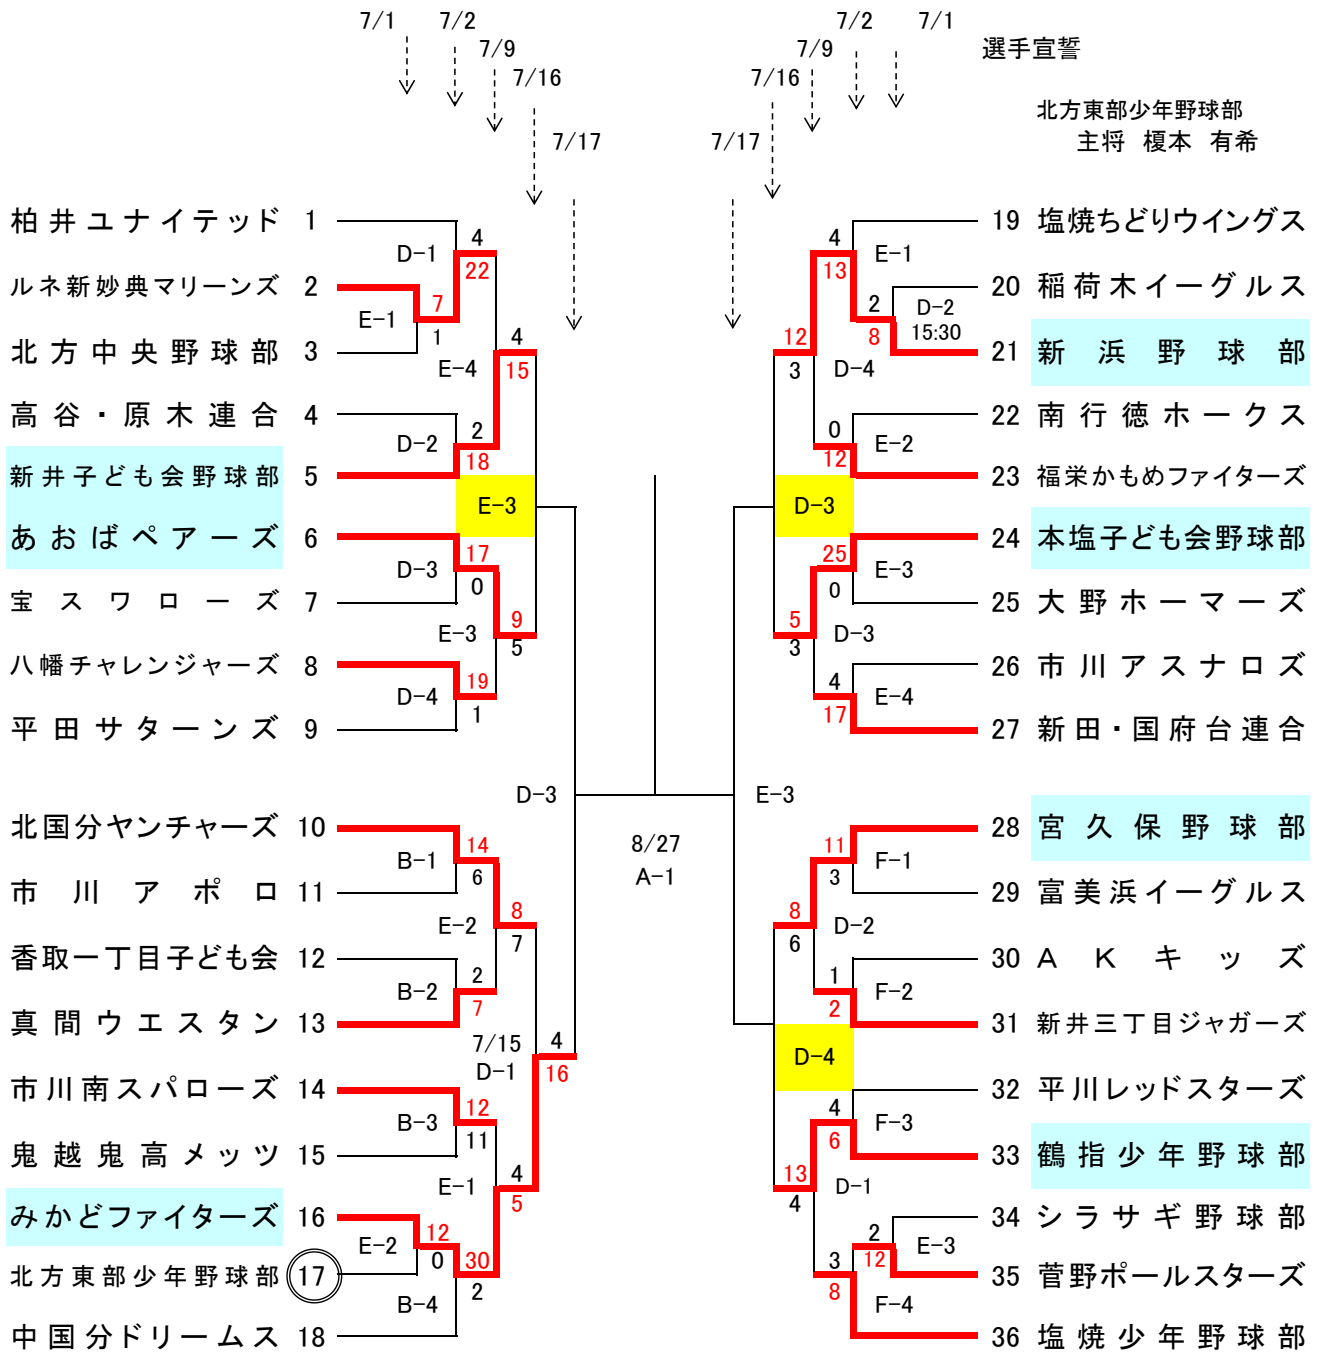 7/1 7/2 7/2 7/1
7/9 7/9 選手宣誓
7/16 7/16
北方東部少年野球部
7/17 7/17 主将 榎本 有希
柏井ユナイテッド 1 4 4 19 塩焼ちどりウイングス
D-1 22 13 E-1
ルネ新妙典マリーンズ 2 7 2 D-2 20 稲荷木イーグルス
E-1 1 4 12 8 15:30
北方中央野球部 3 E-4 15 3 D-4 21 新浜野球部
高谷・原木連合 4 2 0 22 南行徳ホークス
D-2 18 12 E-2
新井子ども会野球部 5 23 福栄かもめファイターズ
E-3 D-3
あおばペアーズ 6 17 25 24 本塩子ども会野球部
D-3 0 0 E-3
宝スワローズ 7 9 5 25 大野ホーマーズ
E-3 5 3 D-3
八幡チャレンジャーズ 8 19 4 26 市川アスナロズ
D-4 1 17 E-4
平田サターンズ 9 27 新田・国府台連合
D-3 E-3
北国分ヤンチャーズ 10 14 8/27 11 28 宮久保野球部
B-1 6 A-1 3 F-1
市川アポロ 11 8 8 29 富美浜イーグルス
E-2 7 6 D-2
香取一丁目子ども会 12 2 1 30 AKキッズ
B-2 7 2 F-2
真間ウエスタン 13 31 新井三丁目ジャガーズ
7/15 4 D-4
D-1 16
市川南スパローズ 14 12 4 32 平川レッドスターズ
B-3 11 6 F-3
鬼越鬼高メッツ 15 4 13 33 鶴指少年野球部
E-1 5 4 D-1
みかどファイターズ 16 12 2 34 シラサギ野球部
E-2 0 30 3 12 E-3
北方東部少年野球部 17 2 8 35 菅野ポールスターズ
B-4 F-4
中国分ドリームス 18 36 塩焼少年野球部